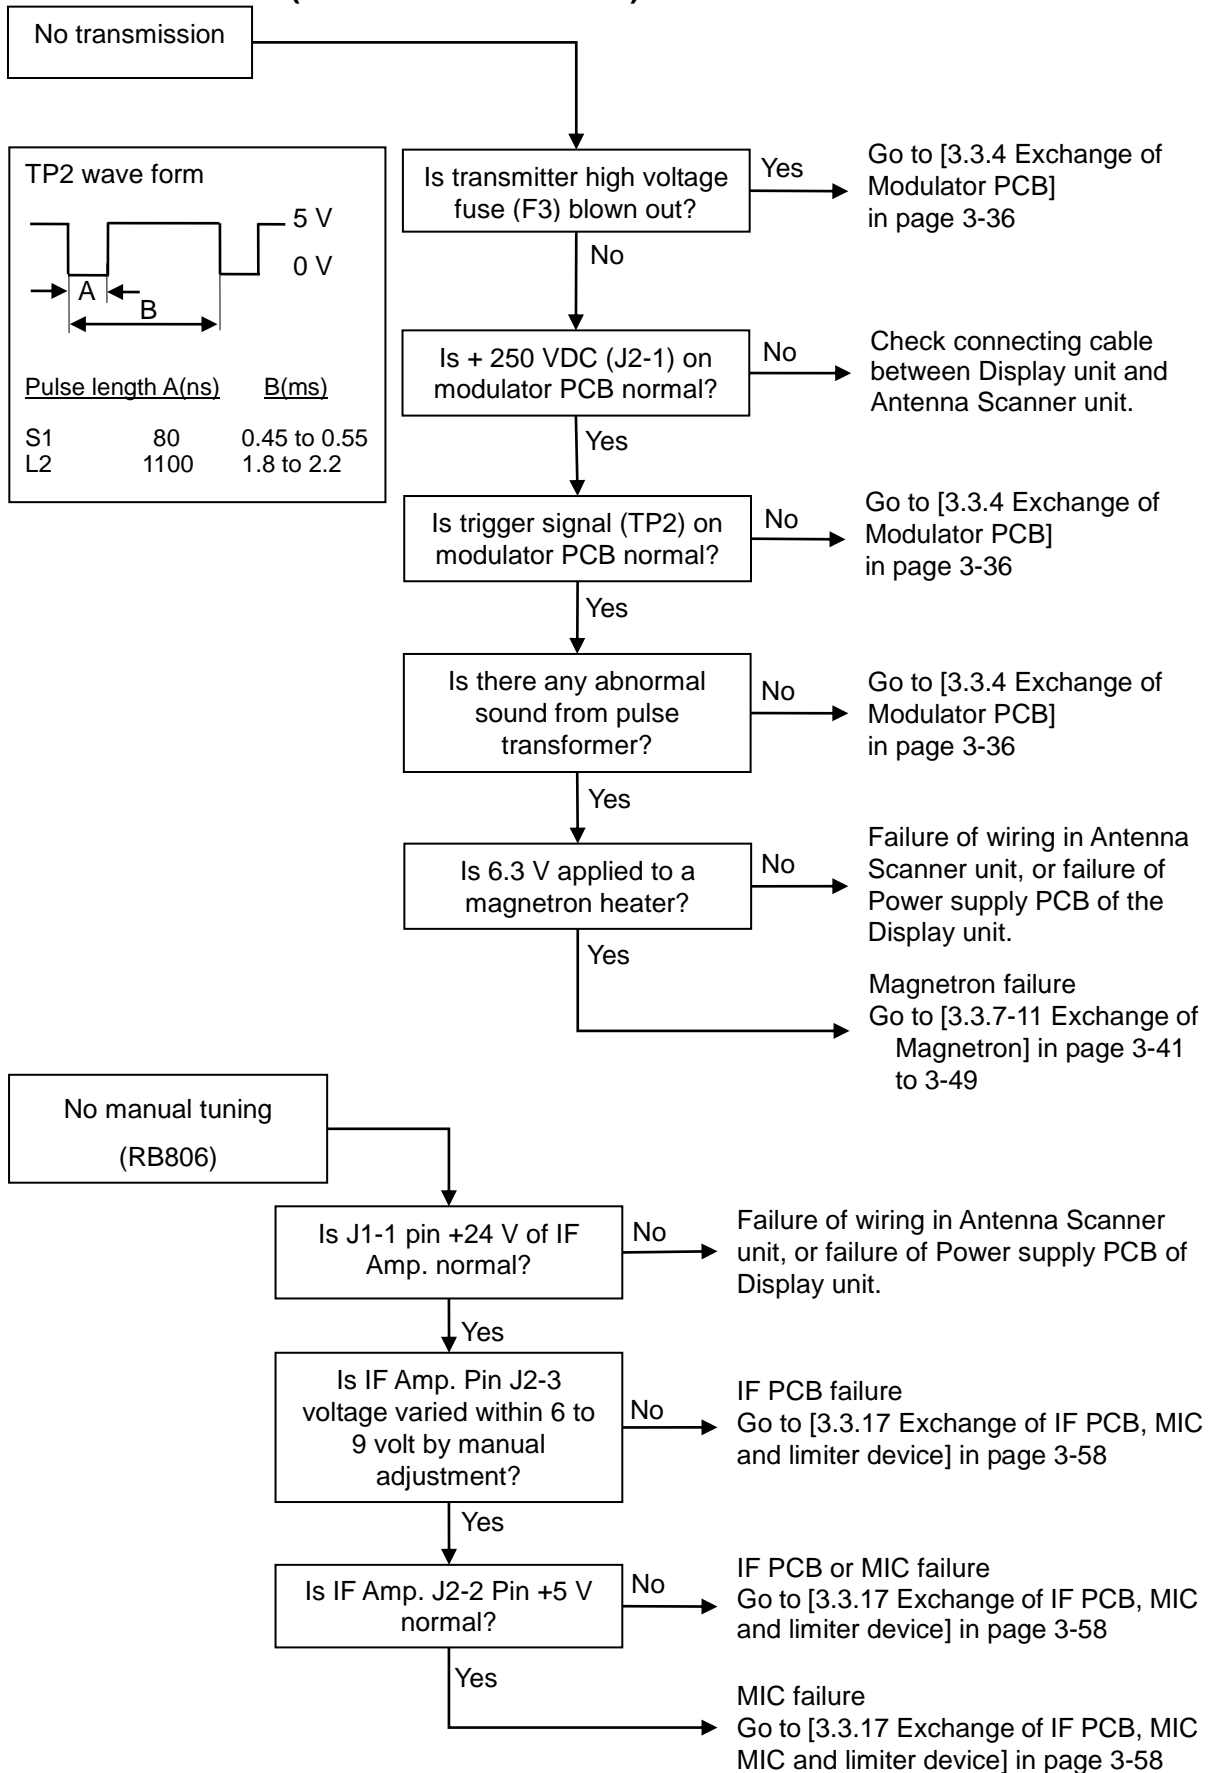 No transmission
TP2 wave form
5 V
0 V
A
B
Pulse length A(ns) B(ms)
S1 80 0.45 to 0.55
L2 1100 1.8 to 2.2
Is transmitter high voltage
fuse (F3) blown out?
Yes
Go to [3.3.4 Exchange of
Modulator PCB]
in page 3-36
No
Is + 250 VDC (J2-1) on
modulator PCB normal?
No
Check connecting cable
between Display unit and
Antenna Scanner unit.
Yes
Is trigger signal (TP2) on
modulator PCB normal?
No
Go to [3.3.4 Exchange of
Modulator PCB]
in page 3-36
Yes
Is there any abnormal
sound from pulse
transformer?
No
Go to [3.3.4 Exchange of
Modulator PCB]
in page 3-36
Yes
Is 6.3 V applied to a
magnetron heater?
No
Failure of wiring in Antenna
Scanner unit, or failure of
Power supply PCB of the
Display unit.
Yes
Magnetron failure
Go to [3.3.7-11 Exchange of
Magnetron] in page 3-41
to 3-49
No manual tuning
(RB806)
Is J1-1 pin +24 V of IF
Amp. normal?
No
Failure of wiring in Antenna Scanner
unit, or failure of Power supply PCB of
Display unit.
Yes
Is IF Amp. Pin J2-3
voltage varied within 6 to
9 volt by manual
adjustment?
No
IF PCB failure
Go to [3.3.17 Exchange of IF PCB, MIC
and limiter device] in page 3-58
Yes
Is IF Amp. J2-2 Pin +5 V
normal?
No
IF PCB or MIC failure
Go to [3.3.17 Exchange of IF PCB, MIC
and limiter device] in page 3-58
Yes
MIC failure
Go to [3.3.17 Exchange of IF PCB, MIC
MIC and limiter device] in page 3-58